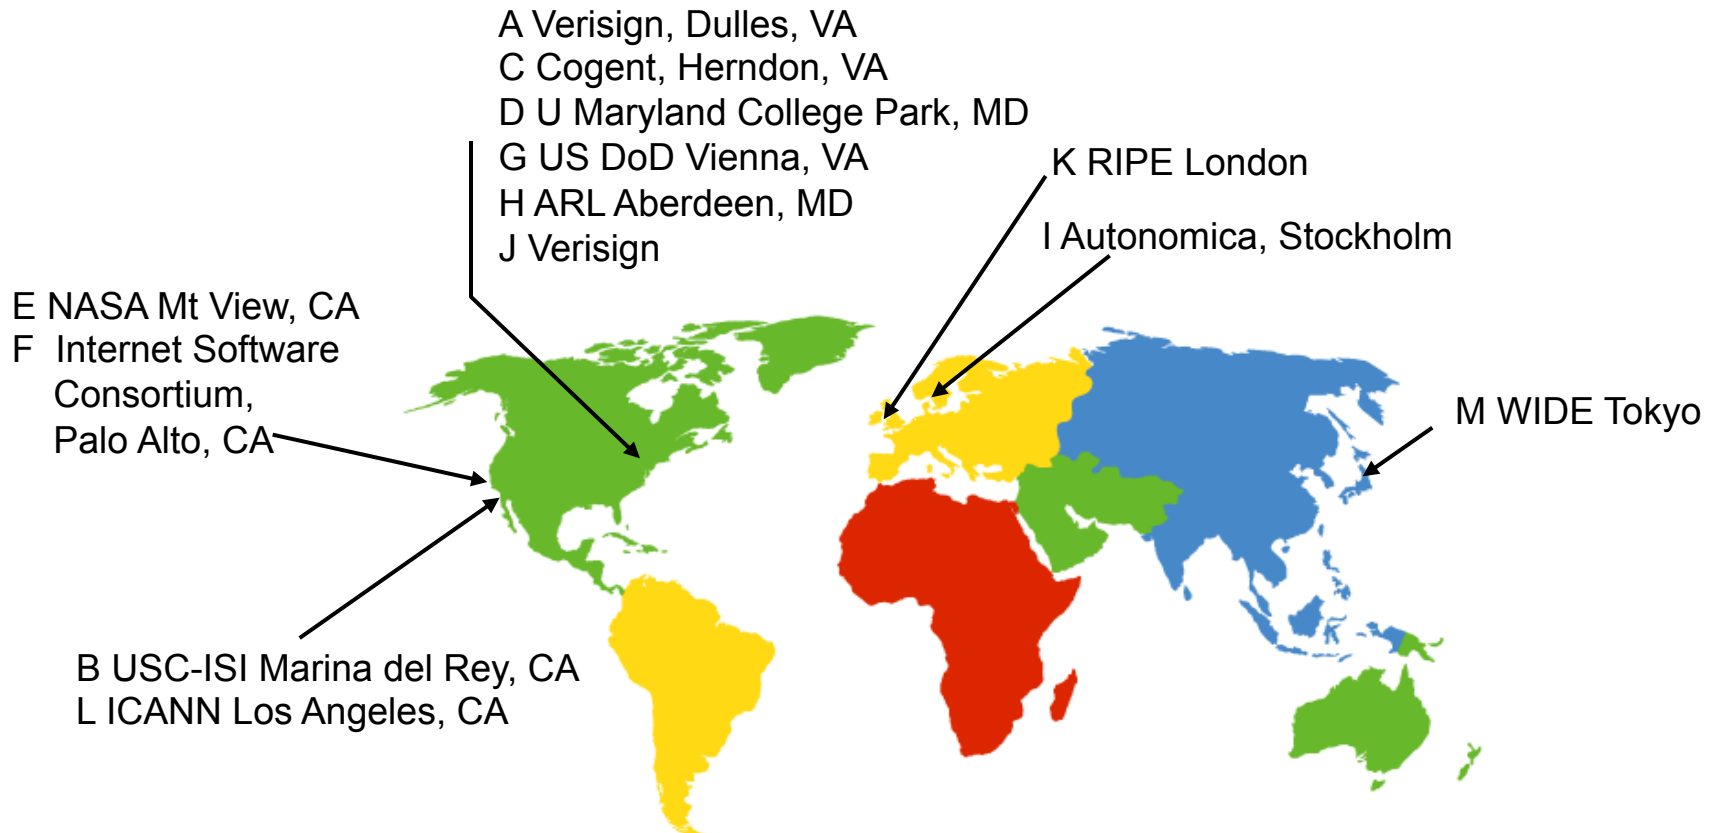 A Verisign, Dulles, VA
C Cogent, Herndon, VA
D U Maryland College Park, MD
G US DoD Vienna, VA
H ARL Aberdeen, MD
J Verisign
K RIPE London
I Autonomica, Stockholm
E NASA Mt View, CA
F Internet Software
Consortium,
Palo Alto, CA
M WIDE Tokyo
B USC-ISI Marina del Rey, CA
L ICANN Los Angeles, CA